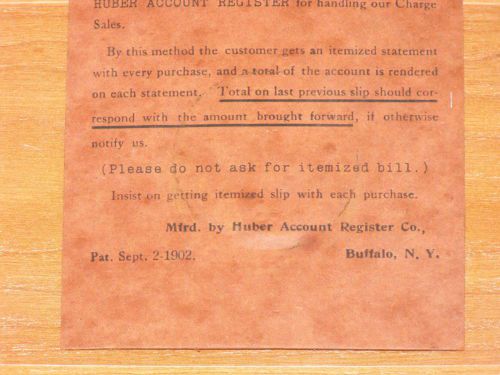 HUBER ACCOUNT REGISTER for handling our Charge
Sales.
By this method the customer gets an itemized statement
with every purchase, and a total of the account is rendered
on each statement. Total on last previous slip should cor-
respond with the amount brought forward, if otherwise
notify us.
(Please do not ask for itemized bill.)
Insist on getting itemized slip with each purchase.
Mfrd. by Huber Account Register Co.,
Pat. Sept. 2-1902. Buffalo, N. Y.